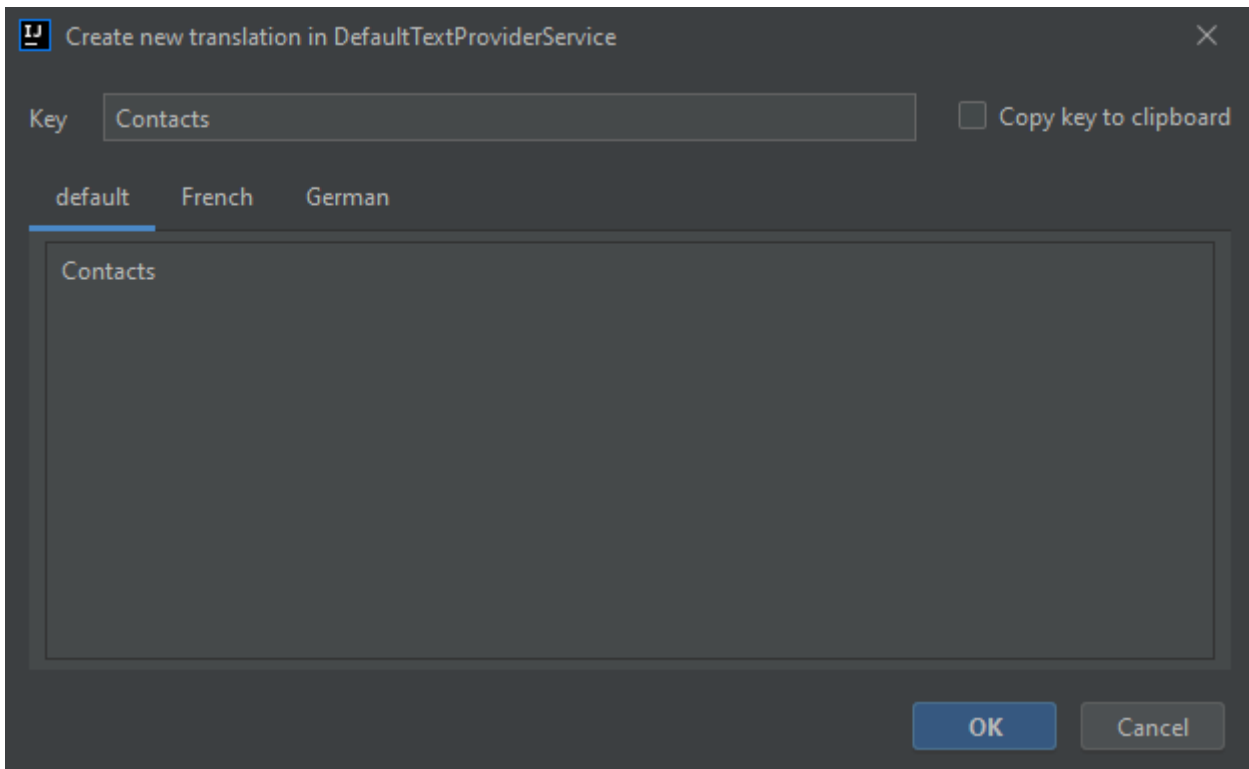 IJ
Create new translation in DefaultTextProviderService
Key Contacts Copy key to clipboard
default French German
Contacts
OK Cancel